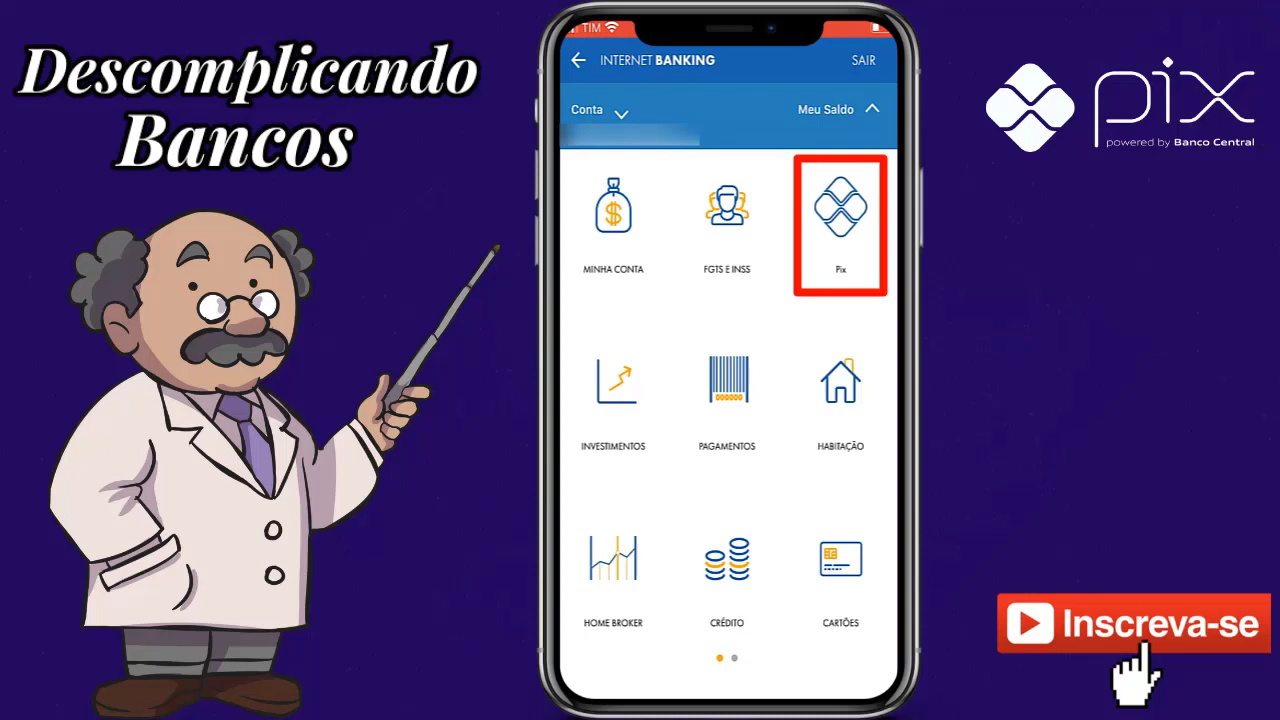 Descomplicando
Bancos
TIM
INTERNET BANKING
SAIR
Conta
Meu Saldo
MINHA CONTA
FGTS E INSS
Pix
INVESTIMENTOS
PAGAMENTOS
HABITAÇÃO
HOME BROKER
CRÉDITO
CARTÕES
pix
powered by Banco Central
Inscreva-se